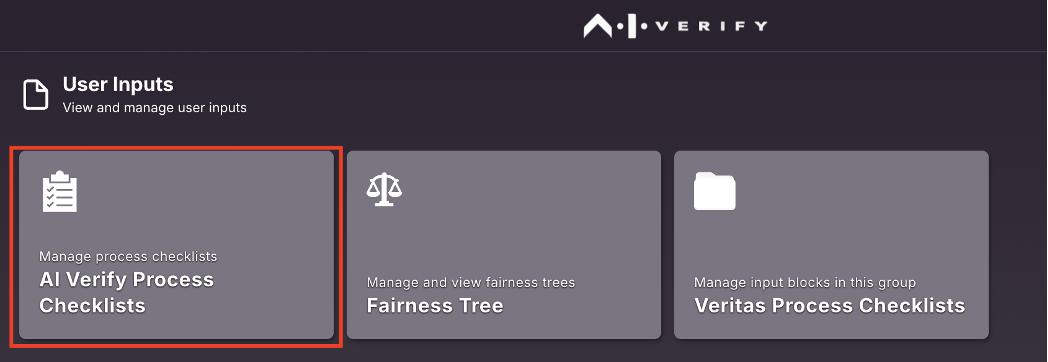 AI VERIFY
User Inputs
View and manage user inputs
Manage process checklists
AI Verify Process
Checklists
Manage and view fairness trees
Fairness Tree
Manage input blocks in this group
Veritas Process Checklists